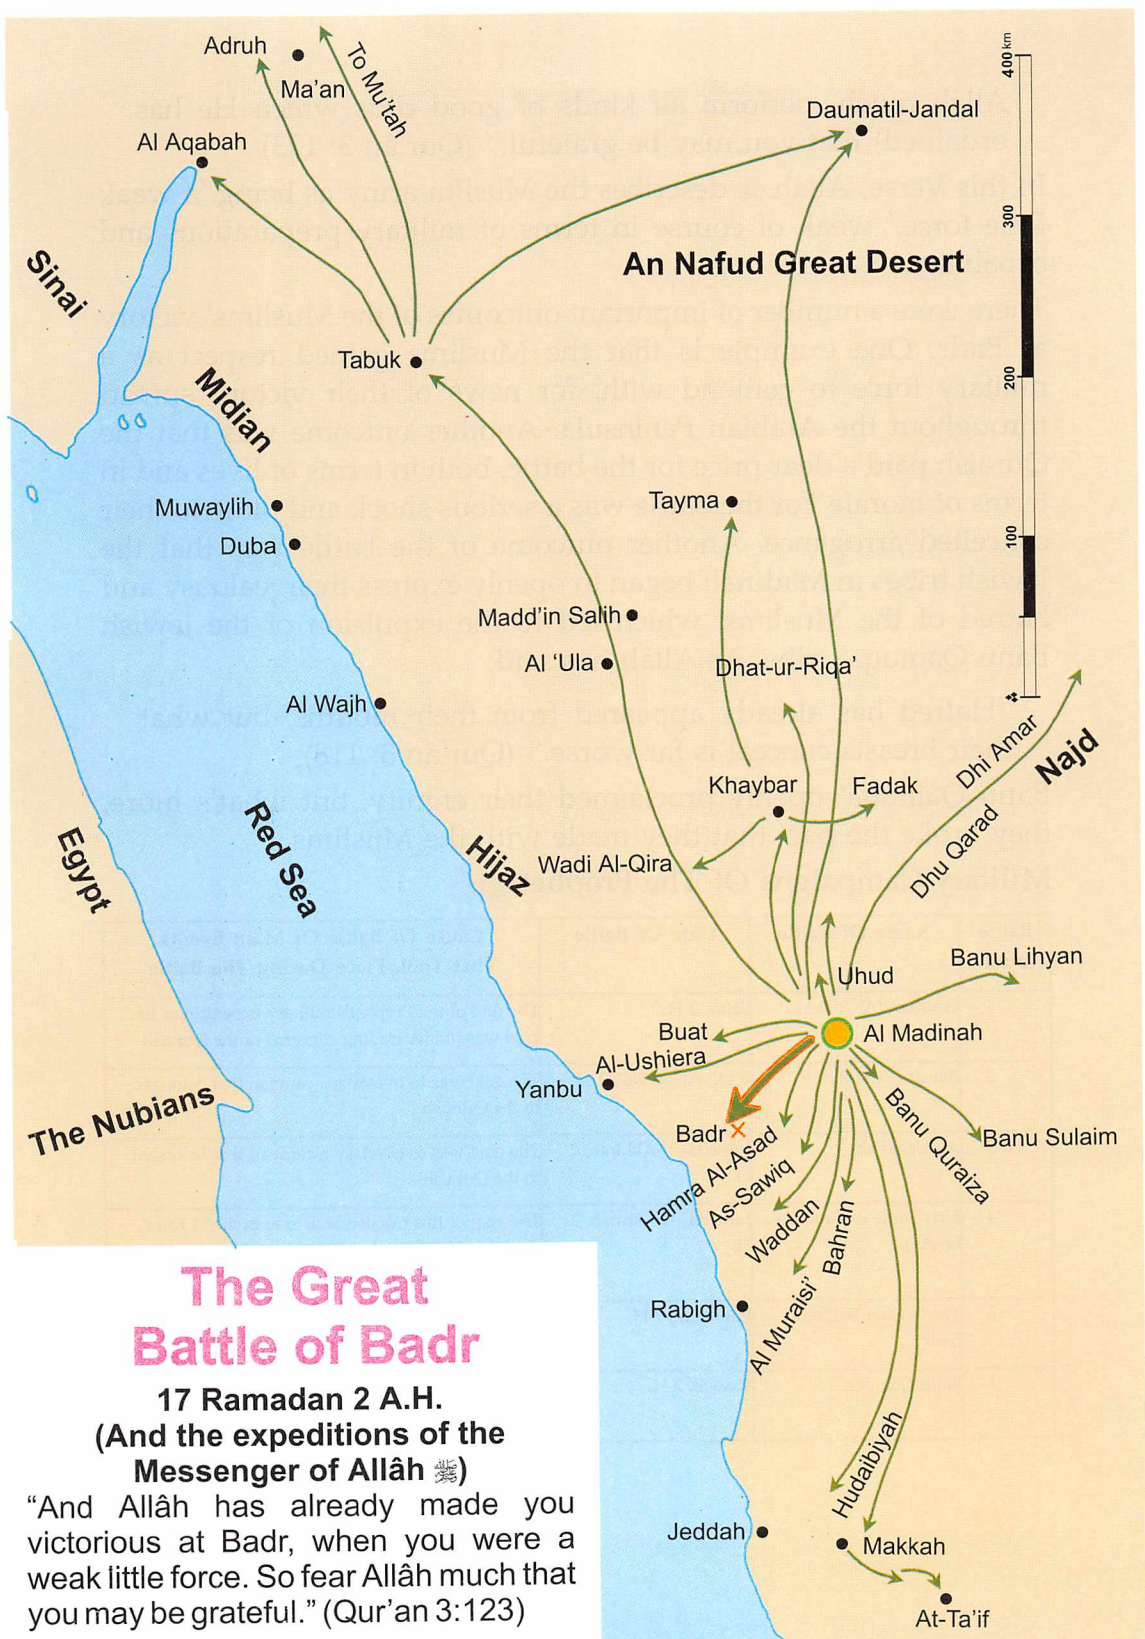 Adruh
Ma'an
To Mu'tah
Al Aqabah
Daumatil-Jandal
400 km
300
200
100
An Nafud Great Desert
Sinai
Tabuk
Midian
Muwaylih
Duba
Tayma
Madd'in Salih
Al 'Ula
Dhat-ur-Riqa'
Al Wajh
Dhi Amar
Najd
Khaybar
Fadak
Dhu Qarad
Wadi Al-Qira
Red Sea
Egypt
Hijaz
Banu Lihyan
Uhud
Buat
Al Madinah
Al-Ushiera
Yanbu
The Nubians
Badr
Banu Quraiza
Banu Sulaim
Hamra Al-Asad
As-Sawiq
Waddan
Bahran
Al Muraisi'
Rabigh
Hudaibiyah
Jeddah
Makkah
At-Ta'if
The Great
Battle of Badr
17 Ramadan 2 A.H.
(And the expeditions of the
Messenger of Allâh ﷺ)
“And Allâh has already made you
victorious at Badr, when you were a
weak little force. So fear Allâh much that
you may be grateful.” (Qur'an 3:123)